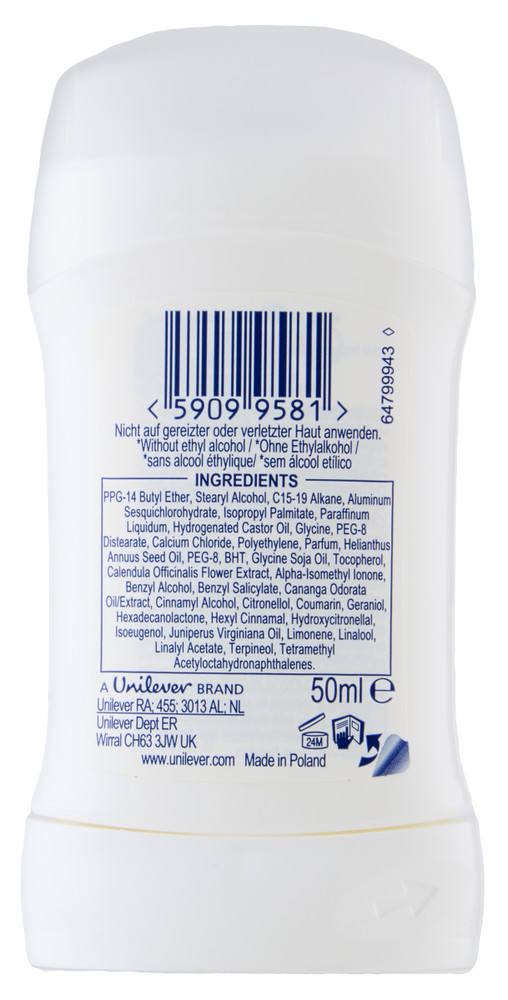 < 5909 9581 >
64799943 ◊
Nicht auf gereizter oder verletzter Haut anwenden.
*Without ethyl alcohol / *Ohne Ethylalkohol /
*sans alcool éthylique/ *sem álcool etílico
INGREDIENTS
PPG-14 Butyl Ether, Stearyl Alcohol, C15-19 Alkane, Aluminum
Sesquichlorohydrate, Isopropyl Palmitate, Paraffinum
Liquidum, Hydrogenated Castor Oil, Glycine, PEG-8
Distearate, Calcium Chloride, Polyethylene, Parfum, Helianthus
Annuus Seed Oil, PEG-8, BHT, Glycine Soja Oil, Tocopherol,
Calendula Officinalis Flower Extract, Alpha-Isomethyl Ionone,
Benzyl Alcohol, Benzyl Salicylate, Cananga Odorata
Oil/Extract, Cinnamyl Alcohol, Citronellol, Coumarin, Geraniol,
Hexadecanolactone, Hexyl Cinnamal, Hydroxycitronellal,
Isoeugenol, Juniperus Virginiana Oil, Limonene, Linalool,
Linalyl Acetate, Terpineol, Tetramethyl
Acetyloctahydronaphthalenes.
A Unilever BRAND
50ml ℮
Unilever RA; 455; 3013 AL; NL
Unilever Dept ER
Wirral CH63 3JW UK
24M
www.unilever.com Made in Poland